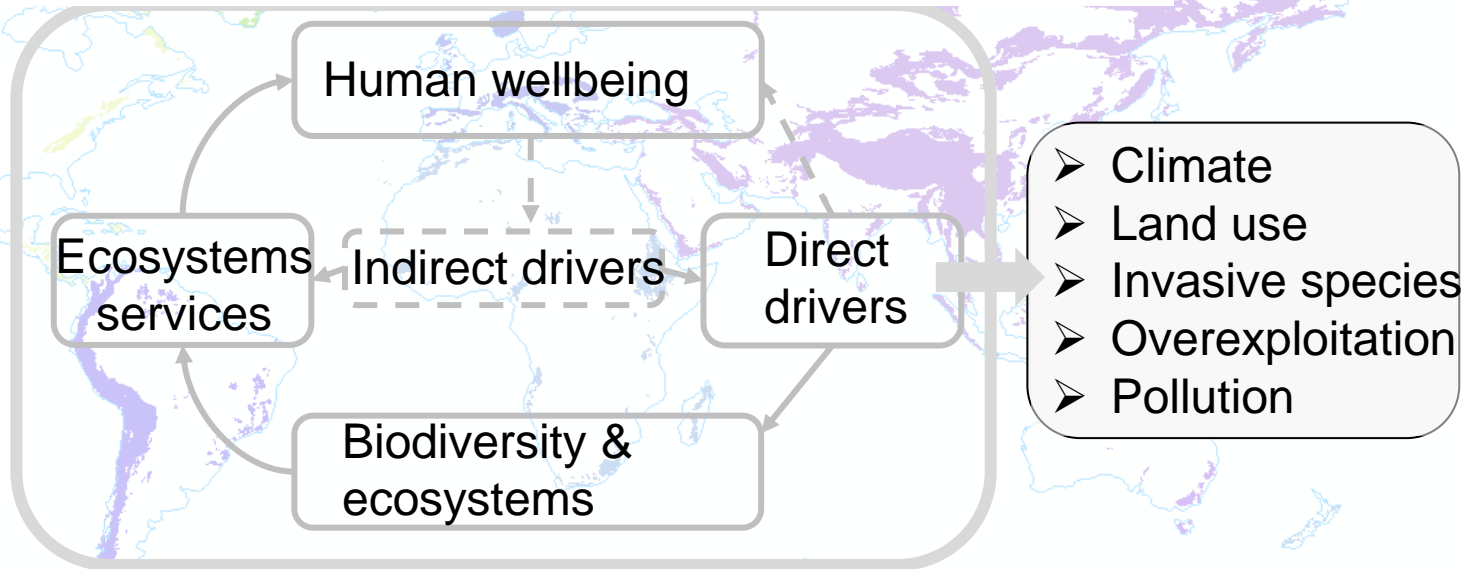 Human wellbeing
Ecosystems
services
Indirect drivers
Direct
drivers
Biodiversity &
ecosystems
➢ Climate
➢ Land use
➢ Invasive species
➢ Overexploitation
➢ Pollution